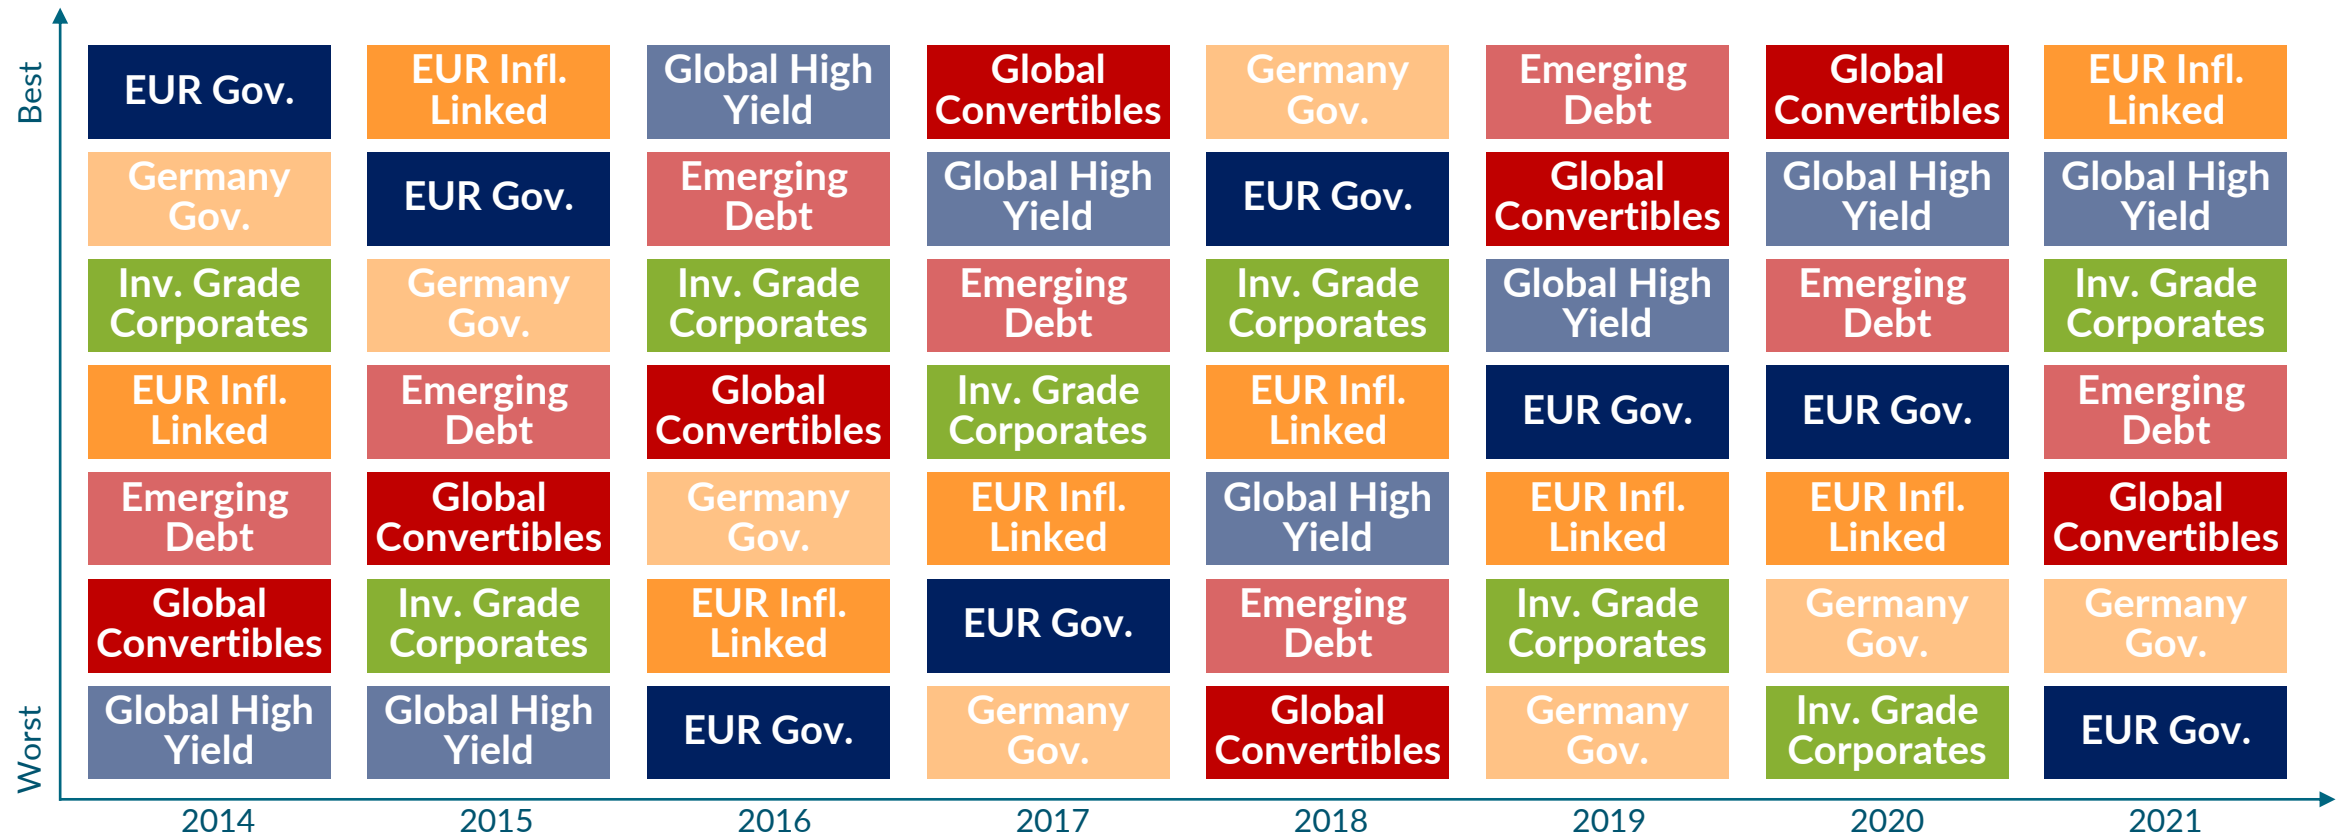 Best
EUR Gov.
EUR Infl.
Linked
Global High
Yield
Global
Convertibles
Germany
Gov.
Emerging
Debt
Global
Convertibles
EUR Infl.
Linked
Germany
Gov.
EUR Gov.
Emerging
Debt
Global High
Yield
EUR Gov.
Global
Convertibles
Global High
Yield
Global High
Yield
Inv. Grade
Corporates
Germany
Gov.
Inv. Grade
Corporates
Emerging
Debt
Inv. Grade
Corporates
Global High
Yield
Emerging
Debt
Inv. Grade
Corporates
EUR Infl.
Linked
Emerging
Debt
Global
Convertibles
Inv. Grade
Corporates
EUR Infl.
Linked
EUR Gov.
EUR Gov.
Emerging
Debt
Emerging
Debt
Global
Convertibles
Germany
Gov.
EUR Infl.
Linked
Global High
Yield
EUR Infl.
Linked
EUR Infl.
Linked
Global
Convertibles
Global
Convertibles
Inv. Grade
Corporates
EUR Infl.
Linked
EUR Gov.
Emerging
Debt
Inv. Grade
Corporates
Germany
Gov.
Germany
Gov.
Worst
Global High
Yield
Global High
Yield
EUR Gov.
Germany
Gov.
Global
Convertibles
Germany
Gov.
Inv. Grade
Corporates
EUR Gov.
2014
2015
2016
2017
2018
2019
2020
2021